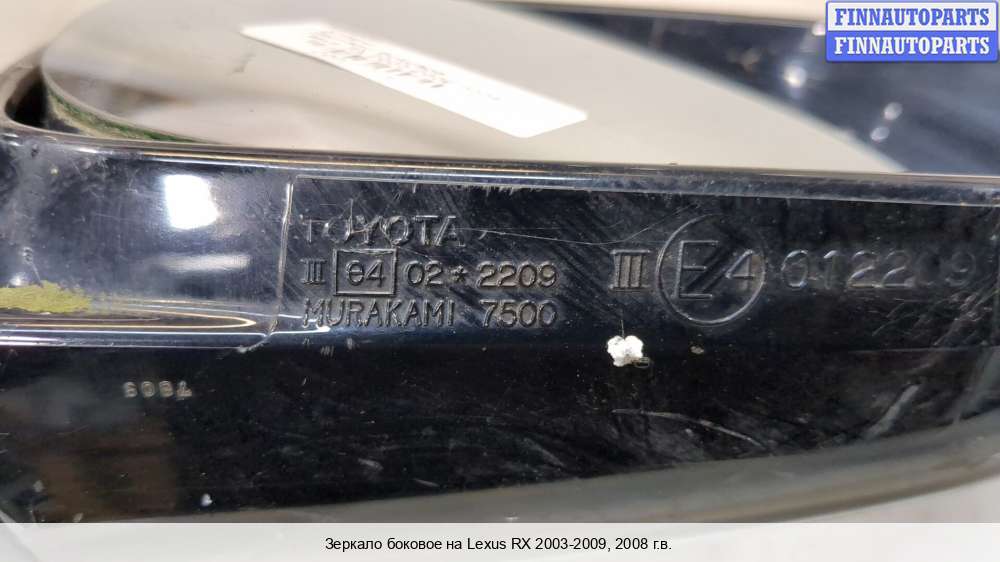 FINNAUTOPARTS
FINNAUTOPARTS
TOYOTA
III e4 02*2209
MURAKAMI 7500
III E4 012209
Зеркало боковое на Lexus RX 2003-2009, 2008 г.в.